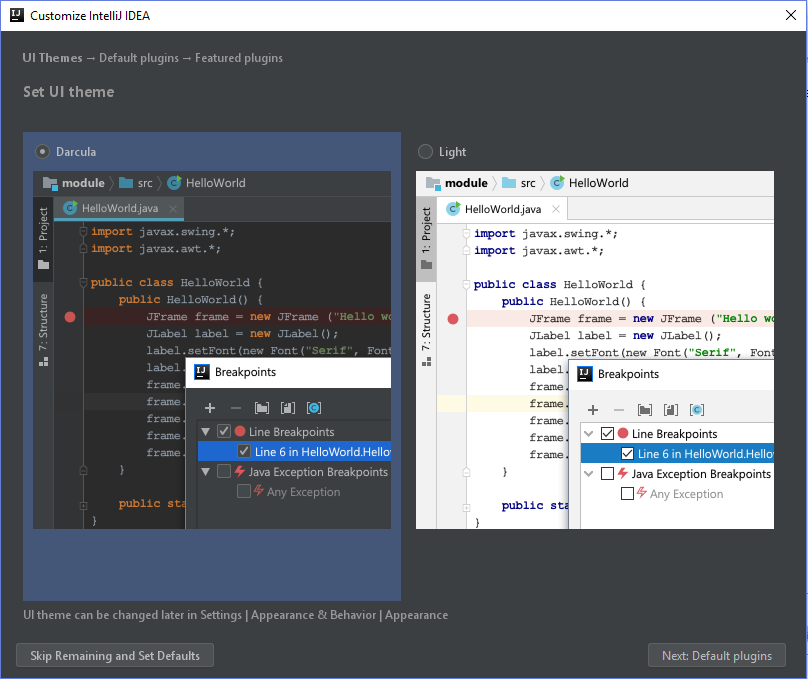 Customize IntelliJ IDEA
UI Themes → Default plugins → Featured plugins
Set UI theme
Darcula
module src HelloWorld
HelloWorld.java
1: Project
7: Structure
import javax.swing.*;
import javax.awt.*;
public class HelloWorld {
public HelloWorld() {
JFrame frame = new JFrame ("Hello wo
JLabel label = new JLabel();
label.setFont(new Font("Serif", Font
label.
frame.
frame.
frame.
frame.
frame.
}
public sta
}
Breakpoints
Line Breakpoints
Line 6 in HelloWorld.Hello
Java Exception Breakpoints
Any Exception
Light
module src HelloWorld
HelloWorld.java
1: Project
7: Structure
import javax.swing.*;
import javax.awt.*;
public class HelloWorld {
public HelloWorld() {
JFrame frame = new JFrame ("Hello wo
JLabel label = new JLabel();
label.setFont(new Font("Serif", Font
label.
frame.
frame.
frame.
frame.
frame.
}
public sta
}
Breakpoints
Line Breakpoints
Line 6 in HelloWorld.Hello
Java Exception Breakpoints
Any Exception
UI theme can be changed later in Settings | Appearance & Behavior | Appearance
Skip Remaining and Set Defaults
Next: Default plugins